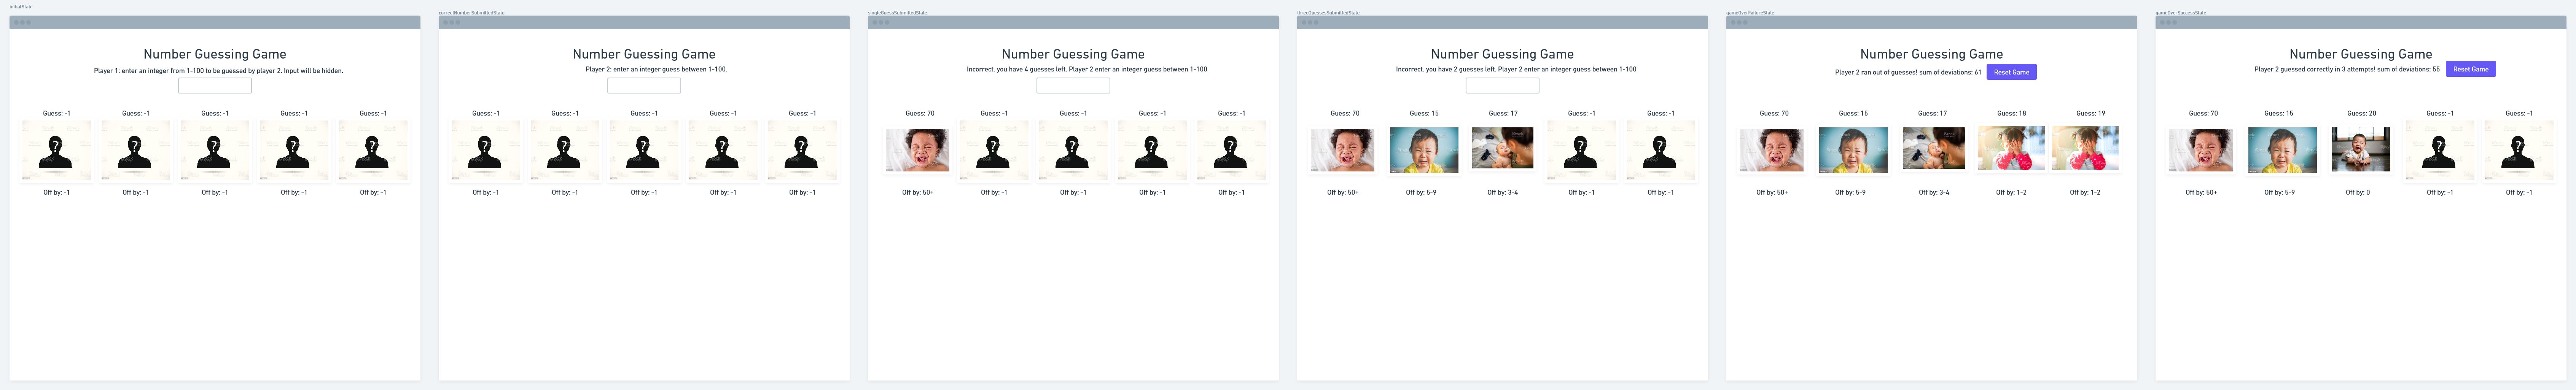 initialState
Number Guessing Game
Player 1: enter an integer from 1-100 to be guessed by player 2. Input will be hidden.
Guess: -1 Guess: -1 Guess: -1 Guess: -1 Guess: -1
? ? ? ? ?
Off by: -1 Off by: -1 Off by: -1 Off by: -1 Off by: -1
correctNumberSubmittedState
Number Guessing Game
Player 2: enter an integer guess between 1-100.
Guess: -1 Guess: -1 Guess: -1 Guess: -1 Guess: -1
? ? ? ? ?
Off by: -1 Off by: -1 Off by: -1 Off by: -1 Off by: -1
singleGuessSubmittedState
Number Guessing Game
Incorrect. you have 4 guesses left. Player 2 enter an integer guess between 1-100
Guess: 70 Guess: -1 Guess: -1 Guess: -1 Guess: -1
? ? ? ?
Off by: 50+ Off by: -1 Off by: -1 Off by: -1 Off by: -1
threeGuessesSubmittedState
Number Guessing Game
Incorrect. you have 2 guesses left. Player 2 enter an integer guess between 1-100
Guess: 70 Guess: 15 Guess: 17 Guess: -1 Guess: -1
? ?
Off by: 50+ Off by: 5-9 Off by: 3-4 Off by: -1 Off by: -1
gameOverFailureState
Number Guessing Game
Player 2 ran out of guesses! sum of deviations: 61 Reset Game
Guess: 70 Guess: 15 Guess: 17 Guess: 18 Guess: 19
Off by: 50+ Off by: 5-9 Off by: 3-4 Off by: 1-2 Off by: 1-2
gameOverSuccessState
Number Guessing Game
Player 2 guessed correctly in 3 attempts! sum of deviations: 55 Reset Game
Guess: 70 Guess: 15 Guess: 20 Guess: -1 Guess: -1
? ?
Off by: 50+ Off by: 5-9 Off by: 0 Off by: -1 Off by: -1